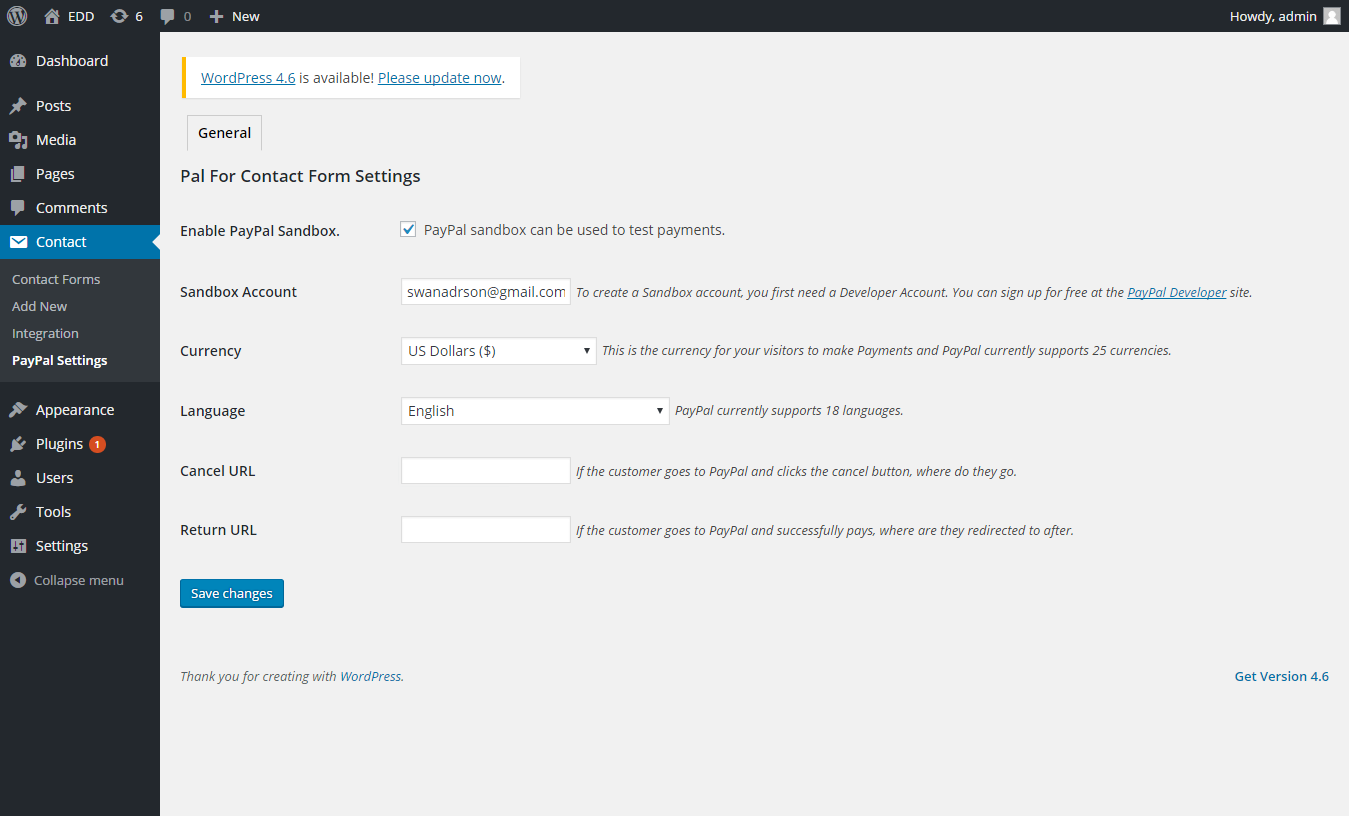 EDD 6 0 New Howdy, admin
Dashboard
Posts
Media
Pages
Comments
Contact
Contact Forms
Add New
Integration
PayPal Settings
Appearance
Plugins 1
Users
Tools
Settings
Collapse menu
WordPress 4.6 is available! Please update now.
General
Pal For Contact Form Settings
Enable PayPal Sandbox. PayPal sandbox can be used to test payments.
Sandbox Account swanadrson@gmail.com To create a Sandbox account, you first need a Developer Account. You can sign up for free at the PayPal Developer site.
Currency US Dollars ($) This is the currency for your visitors to make Payments and PayPal currently supports 25 currencies.
Language English PayPal currently supports 18 languages.
Cancel URL If the customer goes to PayPal and clicks the cancel button, where do they go.
Return URL If the customer goes to PayPal and successfully pays, where are they redirected to after.
Save changes
Thank you for creating with WordPress. Get Version 4.6